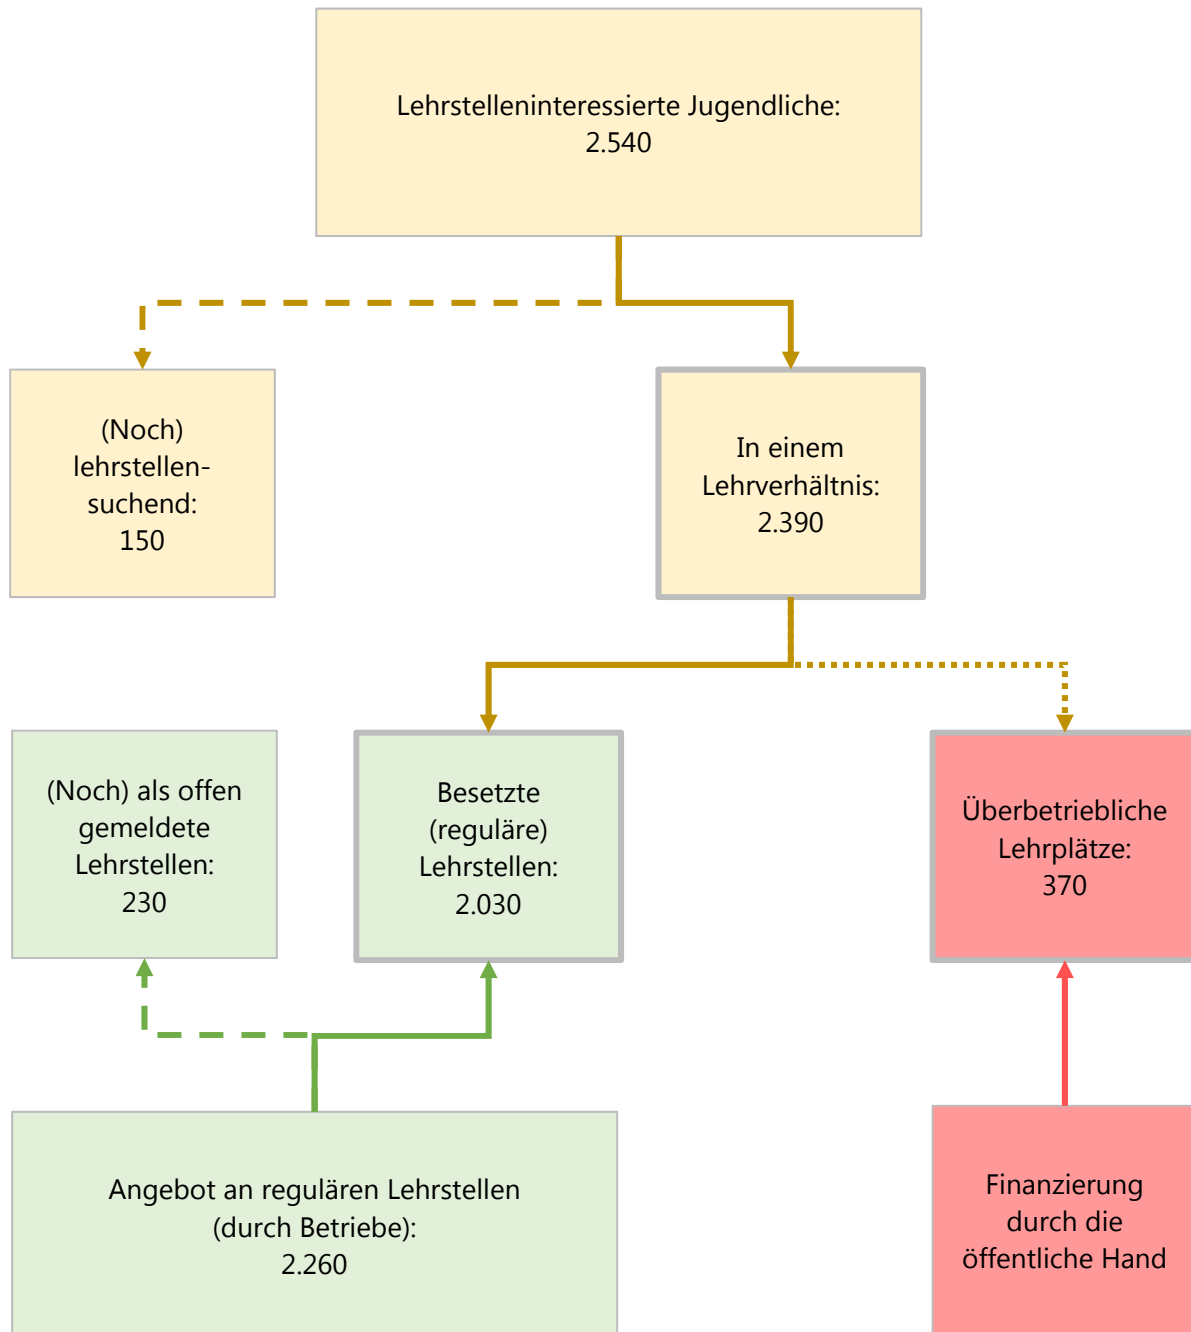 Lehrstelleninteressierte Jugendliche:
2.540
(Noch)
lehrstellen-
suchend:
150
In einem
Lehrverhältnis:
2.390
(Noch) als offen
gemeldete
Lehrstellen:
230
Besetzte
(reguläre)
Lehrstellen:
2.030
Überbetriebliche
Lehrplätze:
370
Angebot an regulären Lehrstellen
(durch Betriebe):
2.260
Finanzierung
durch die
öffentliche Hand